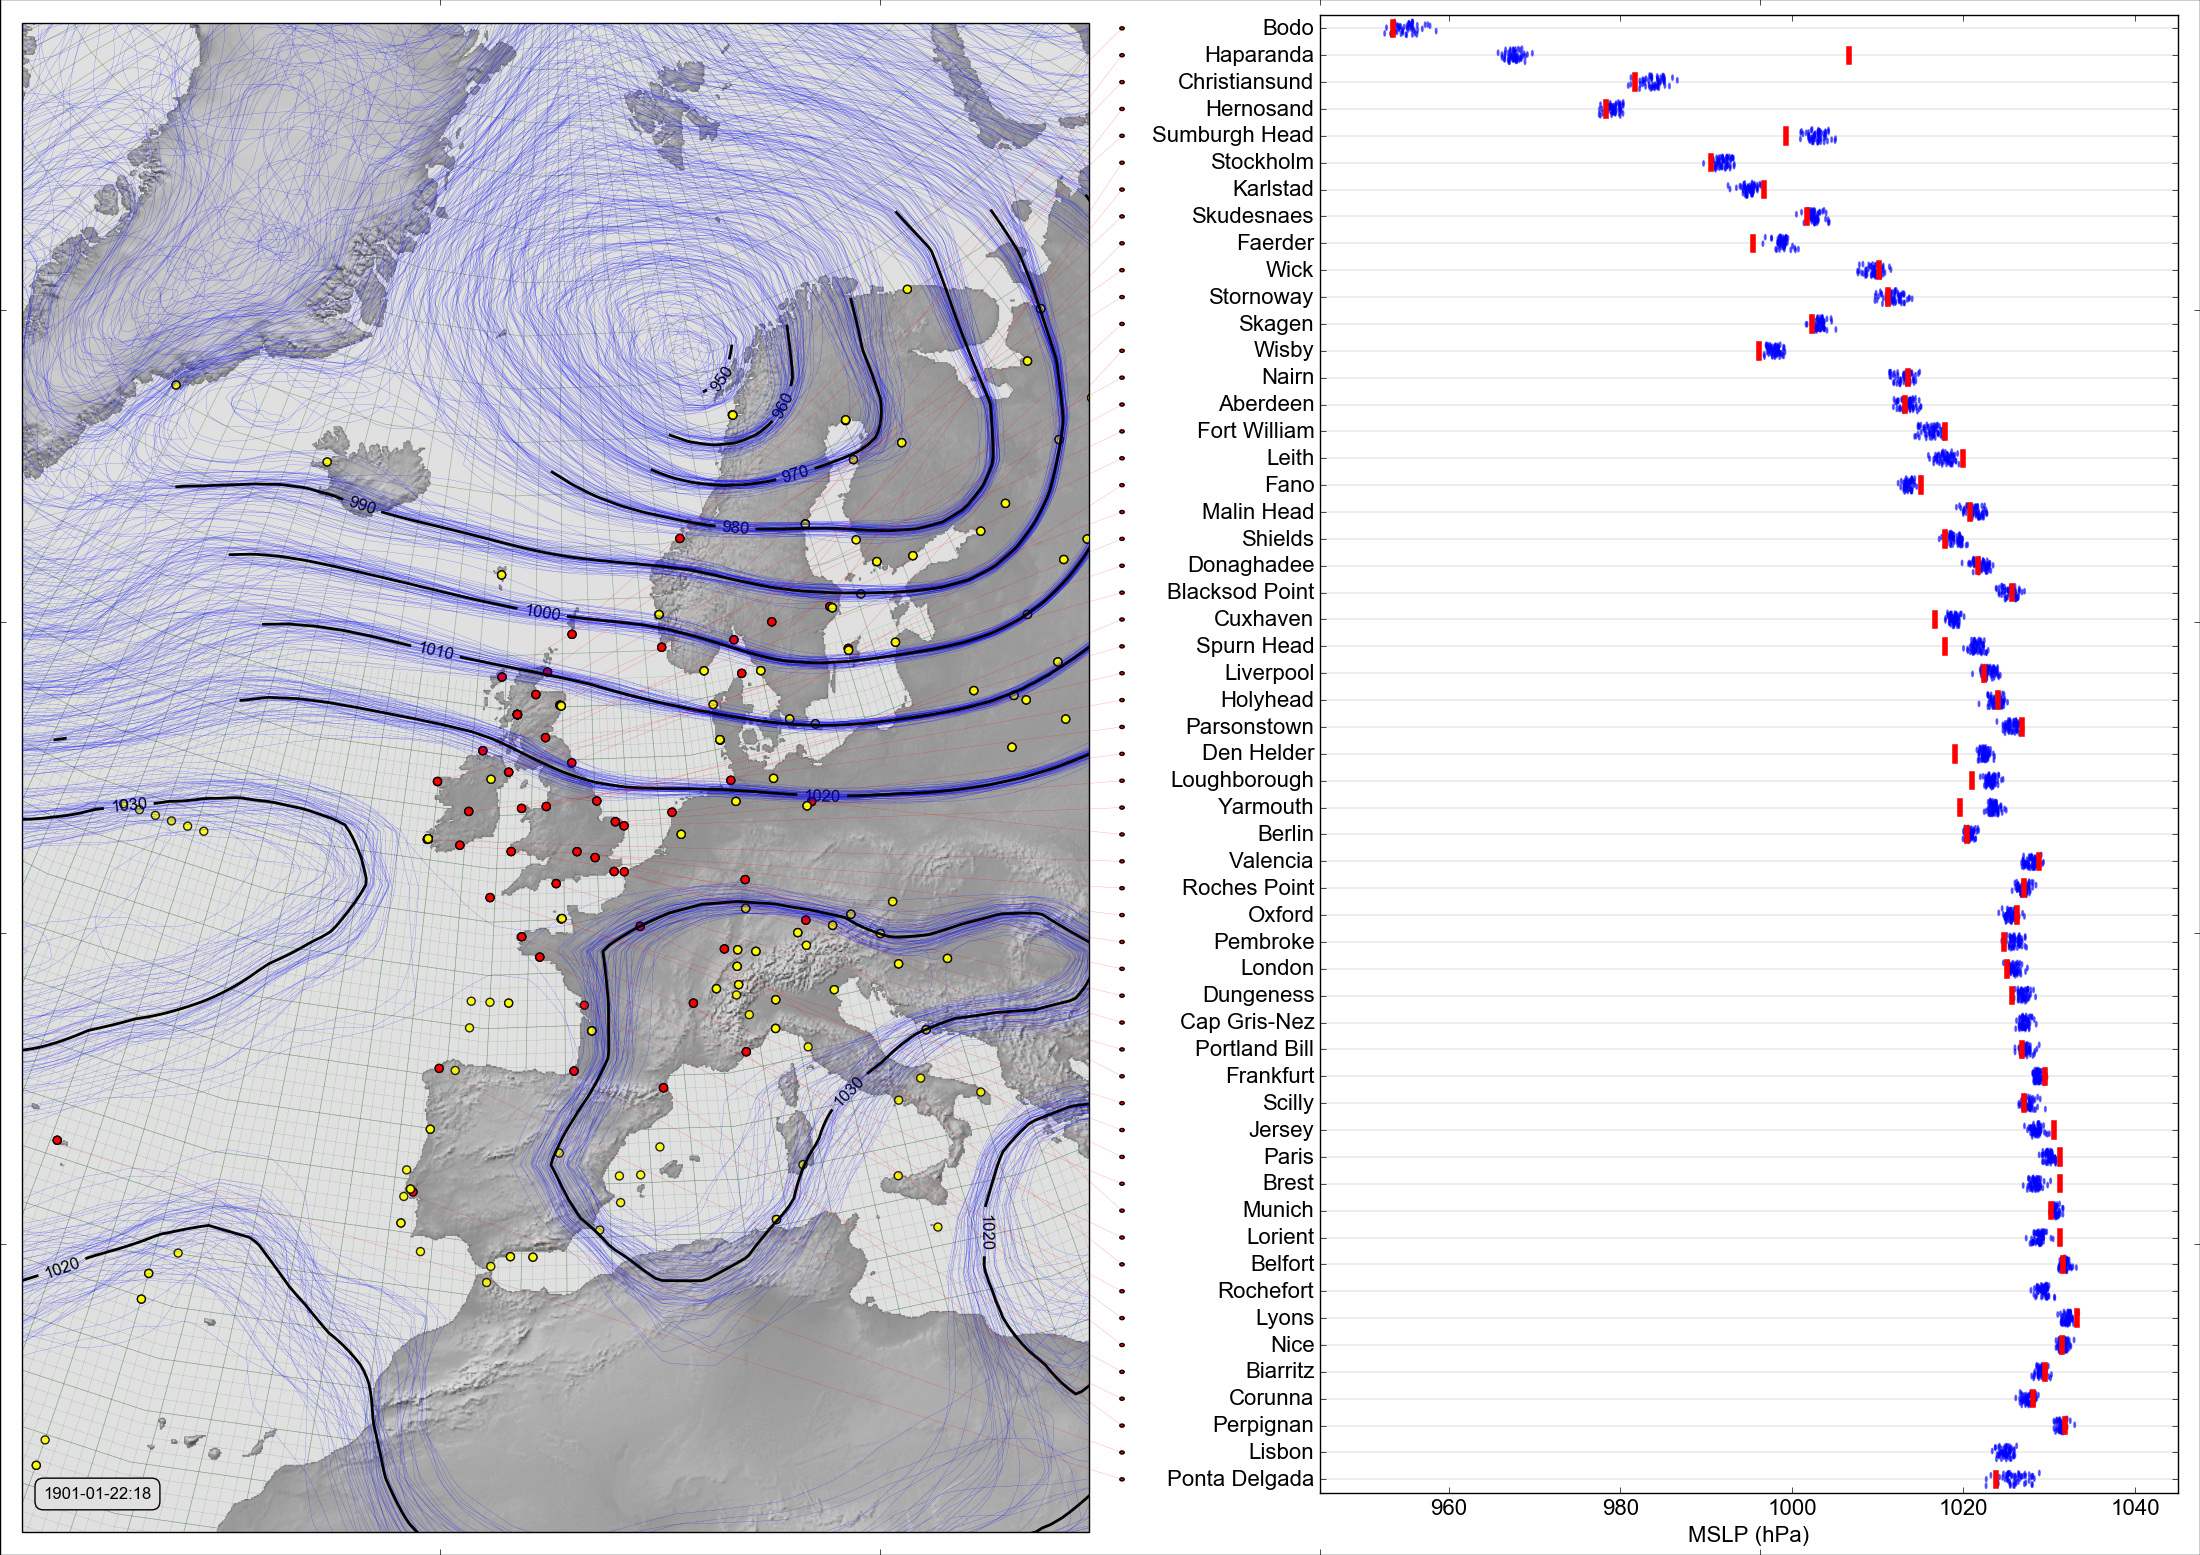 950
960
970
980
990
1000
1010
1020
1030
1030
1020
1020
1901-01-22:18
Bodo
Haparanda
Christiansund
Hernosand
Sumburgh Head
Stockholm
Karlstad
Skudesnaes
Faerder
Wick
Stornoway
Skagen
Wisby
Nairn
Aberdeen
Fort William
Leith
Fano
Malin Head
Shields
Donaghadee
Blacksod Point
Cuxhaven
Spurn Head
Liverpool
Holyhead
Parsonstown
Den Helder
Loughborough
Yarmouth
Berlin
Valencia
Roches Point
Oxford
Pembroke
London
Dungeness
Cap Gris-Nez
Portland Bill
Frankfurt
Scilly
Jersey
Paris
Brest
Munich
Lorient
Belfort
Rochefort
Lyons
Nice
Biarritz
Corunna
Perpignan
Lisbon
Ponta Delgada
960 980 1000 1020 1040
MSLP (hPa)